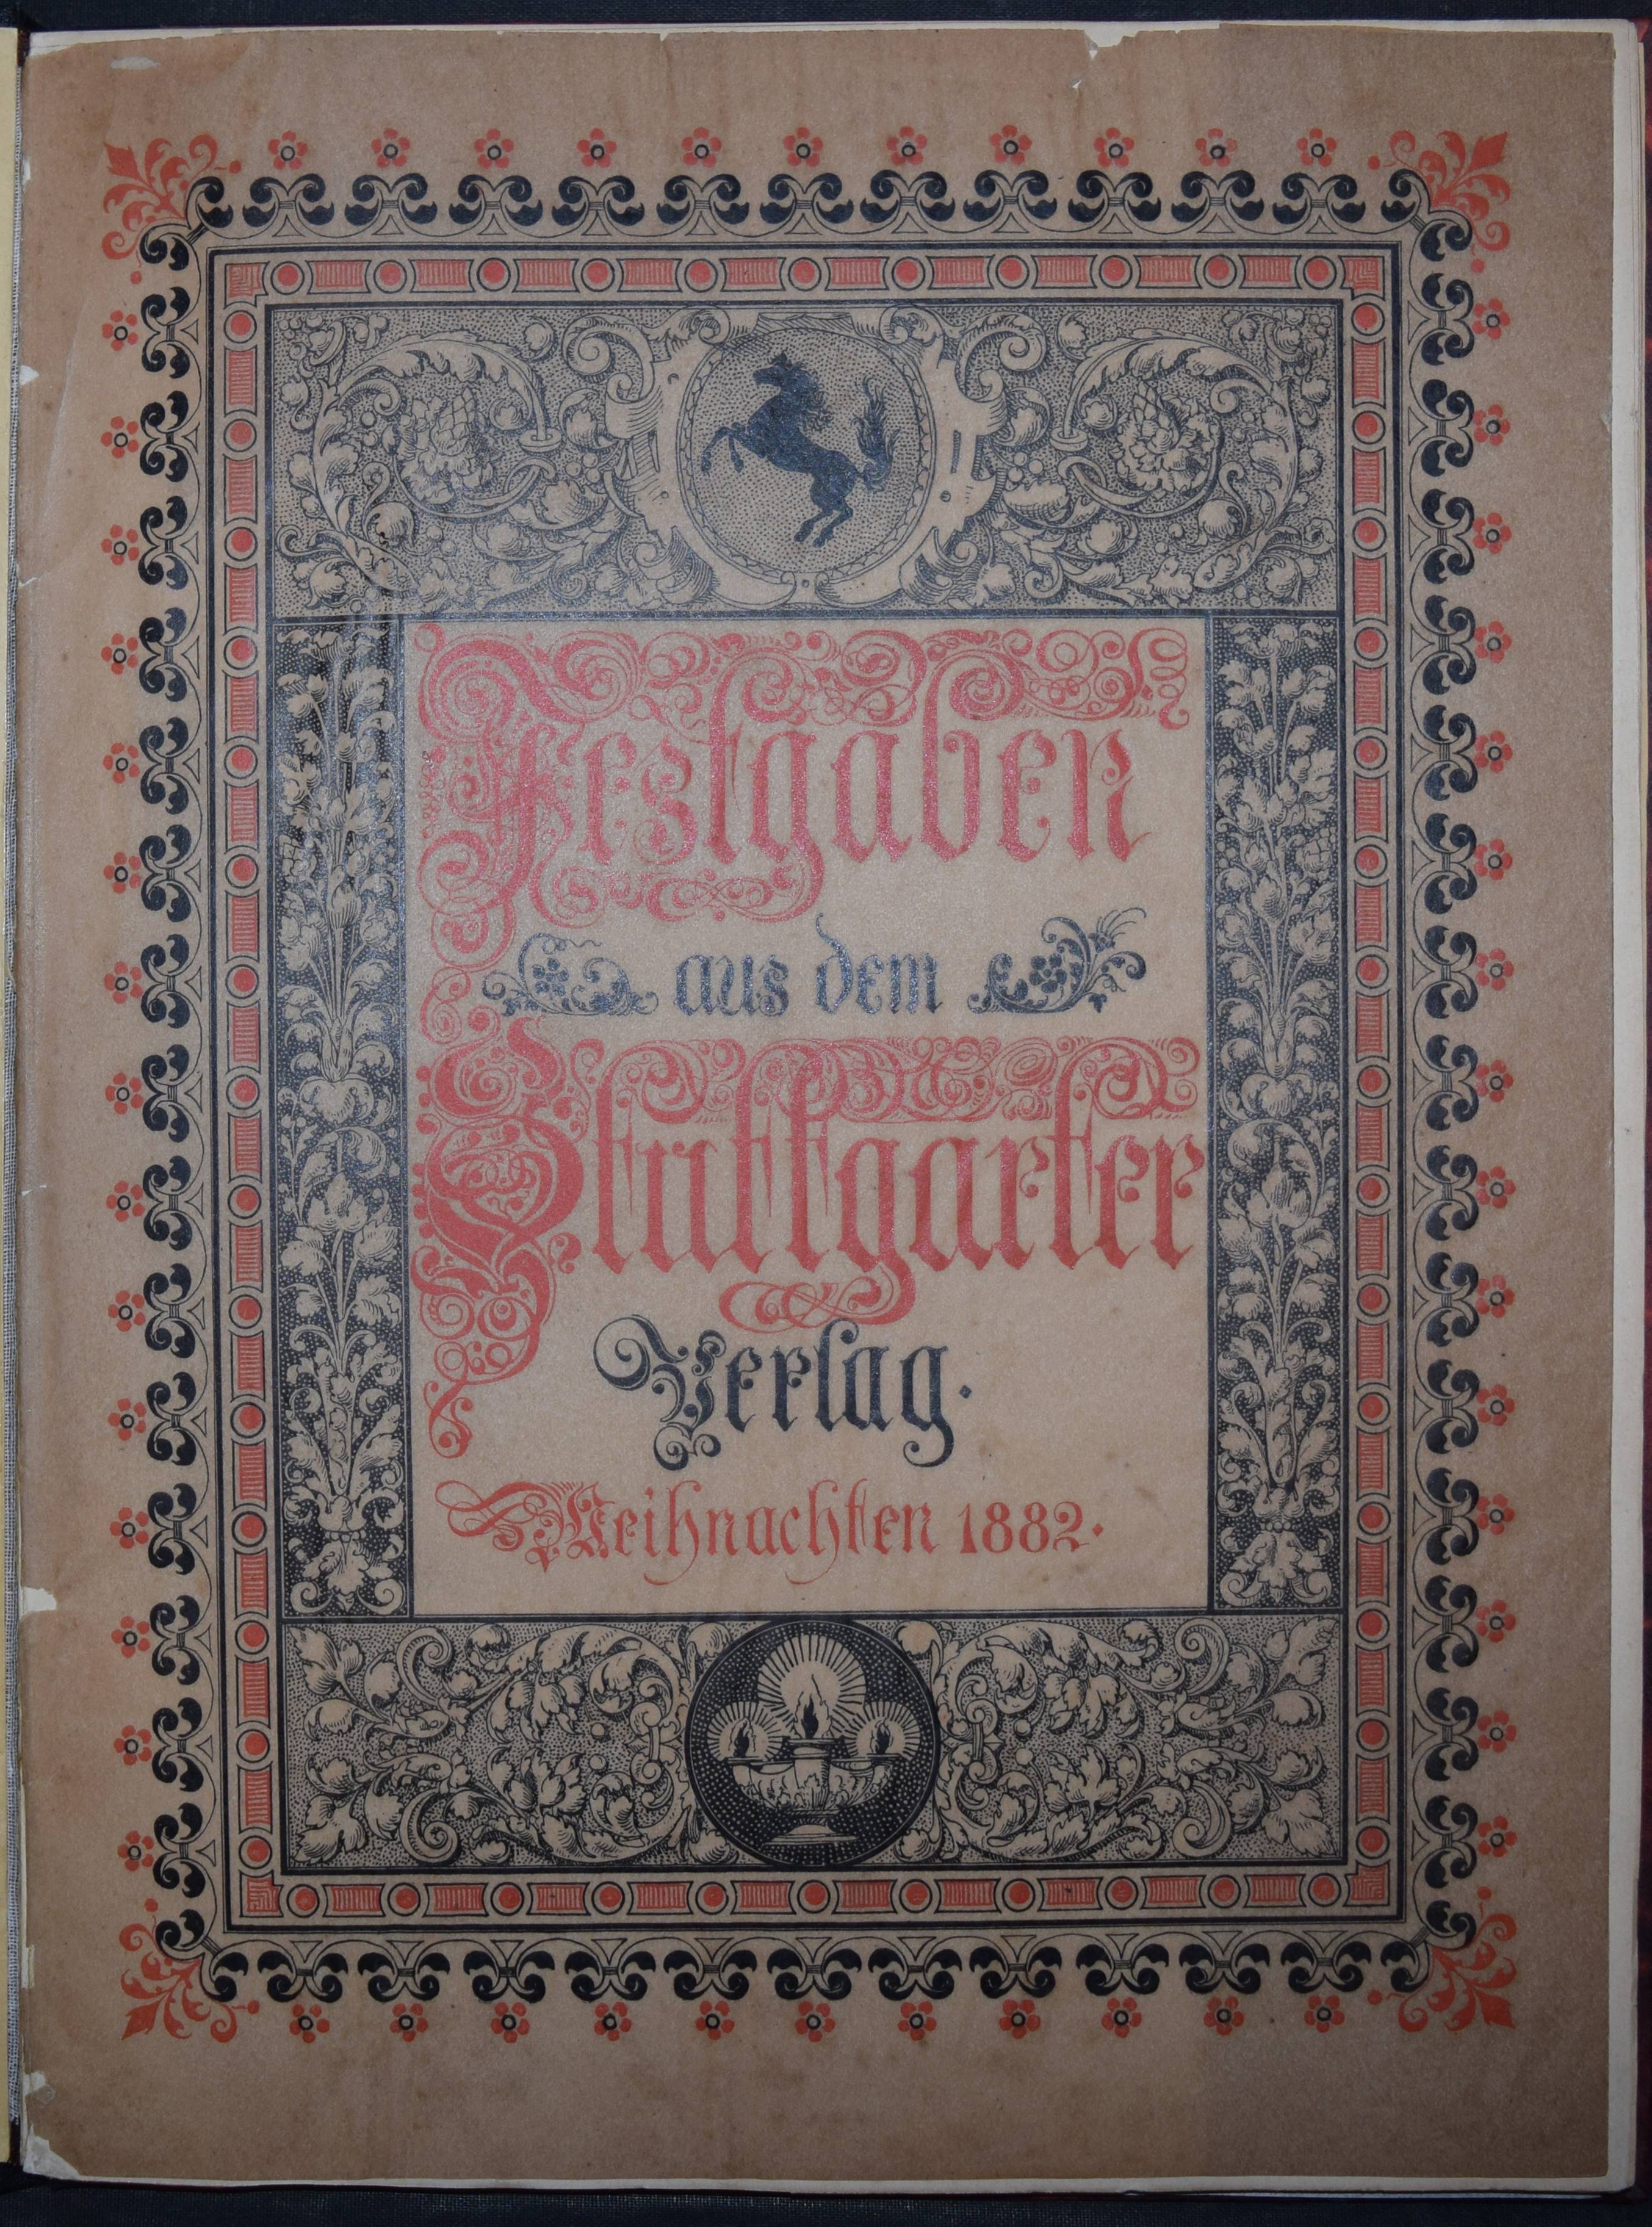 Festgaben
aus dem
Stuttgarter
Verlag.
Weihnachten 1882.